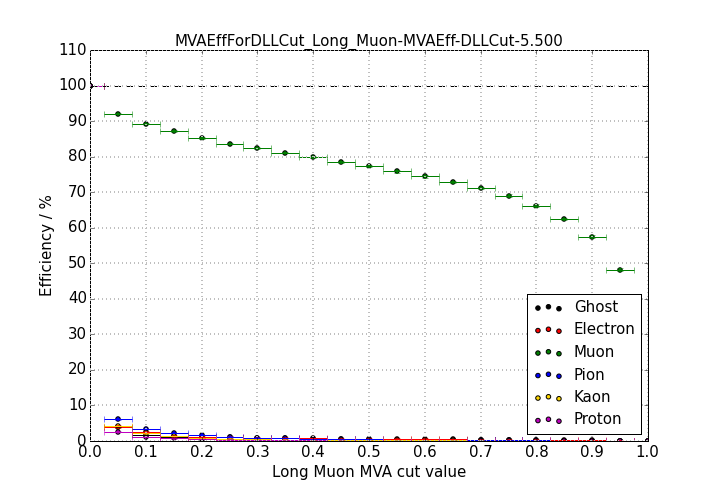 MVAEffForDLLCut_Long_Muon-MVAEff-DLLCut-5.500
110
100
90
80
70
60
50
40
30
20
10
0
Efficiency / %
0.0 0.1 0.2 0.3 0.4 0.5 0.6 0.7 0.8 0.9 1.0
Long Muon MVA cut value
Ghost
Electron
Muon
Pion
Kaon
Proton